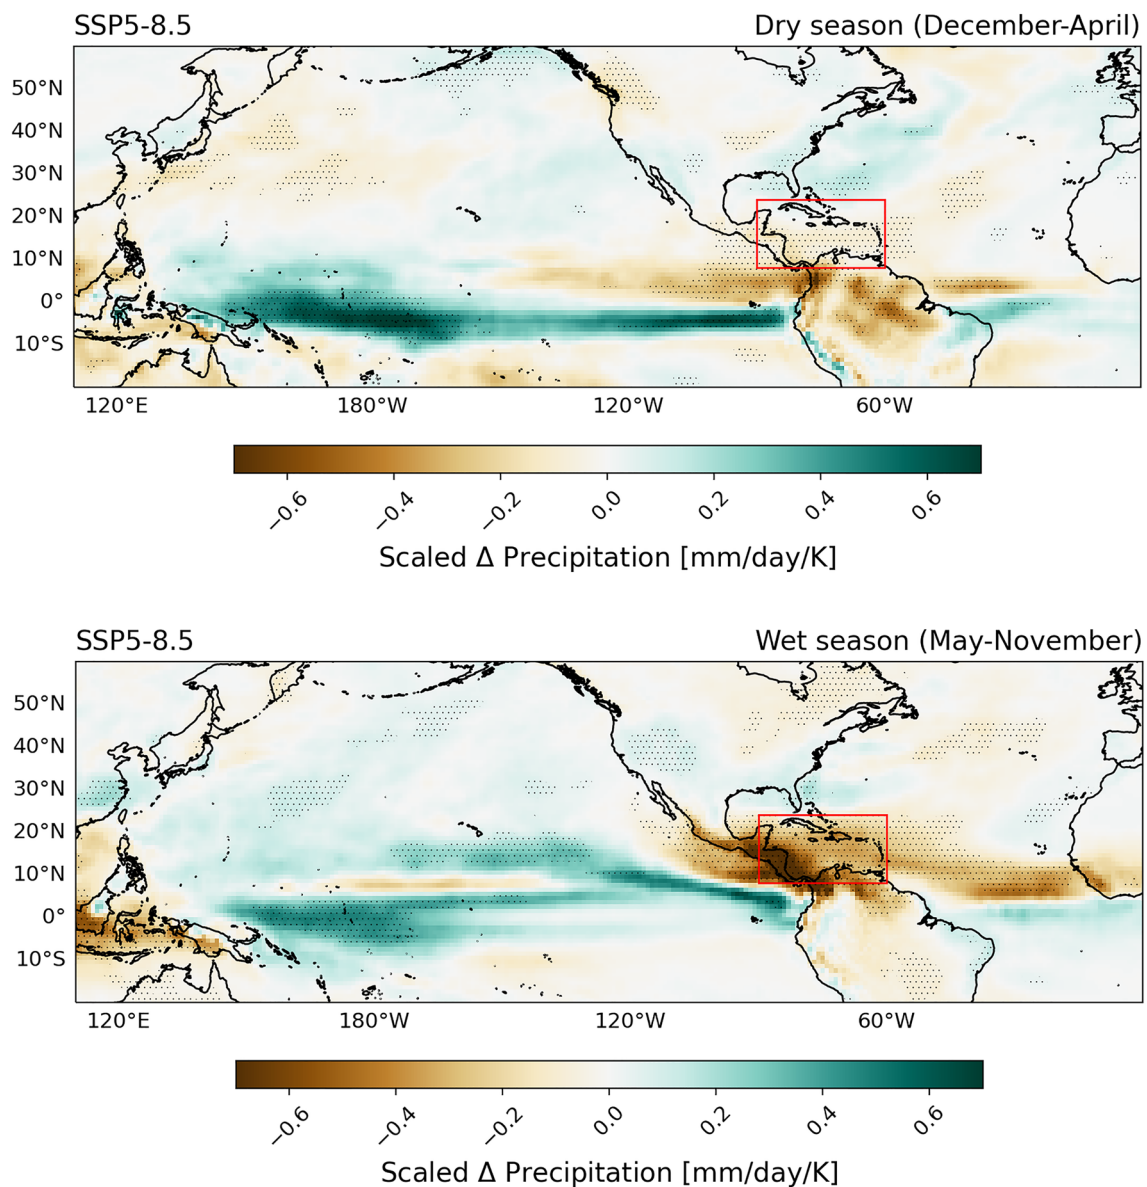 SSP5-8.5 Dry season (December-April)
50°N
40°N
30°N
20°N
10°N
0°
10°S
120°E 180°W 120°W 60°W
−0.6 −0.4 −0.2 0.0 0.2 0.4 0.6
Scaled Δ Precipitation [mm/day/K]
SSP5-8.5 Wet season (May-November)
50°N
40°N
30°N
20°N
10°N
0°
10°S
120°E 180°W 120°W 60°W
−0.6 −0.4 −0.2 0.0 0.2 0.4 0.6
Scaled Δ Precipitation [mm/day/K]